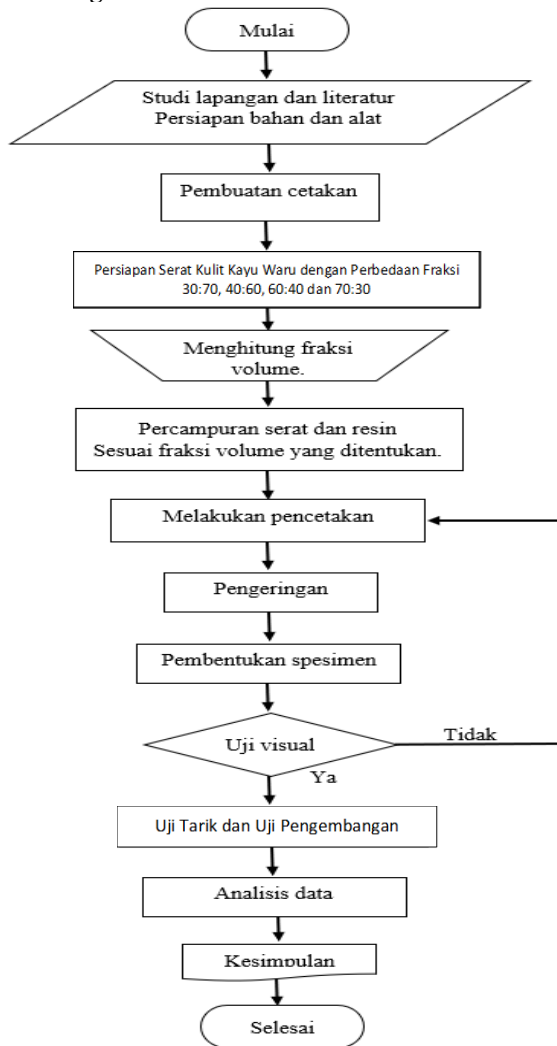 Mulai
Studi lapangan dan literatur
Persiapan bahan dan alat
Pembuatan cetakan
Persiapan Serat Kulit Kayu Waru dengan Perbedaan Fraksi
30:70, 40:60, 60:40 dan 70:30
Menghitung fraksi
volume.
Percampuran serat dan resin
Sesuai fraksi volume yang ditentukan.
Melakukan pencetakan
Pengeringan
Pembentukan spesimen
Uji visual
Tidak
Ya
Uji Tarik dan Uji Pengembangan
Analisis data
Kesimpulan
Selesai